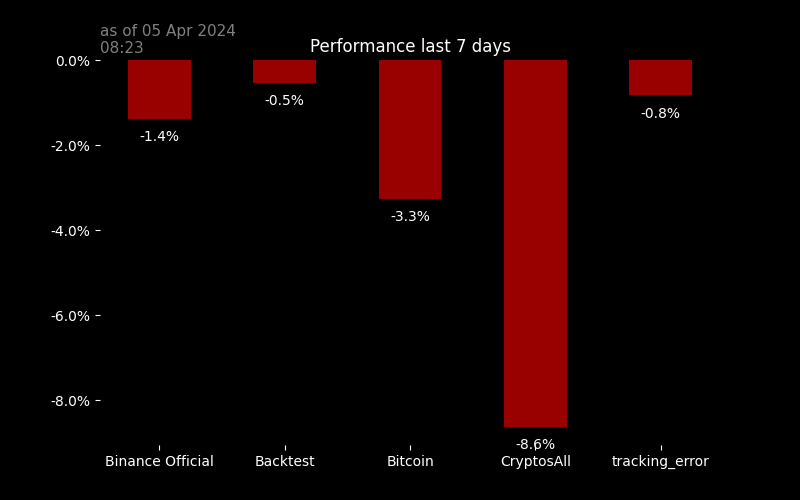 as of 05 Apr 2024
08:23
Performance last 7 days
0.0%
-2.0%
-4.0%
-6.0%
-8.0%
-1.4%
-0.5%
-3.3%
-8.6%
-0.8%
Binance Official
Backtest
Bitcoin
CryptosAll
tracking_error